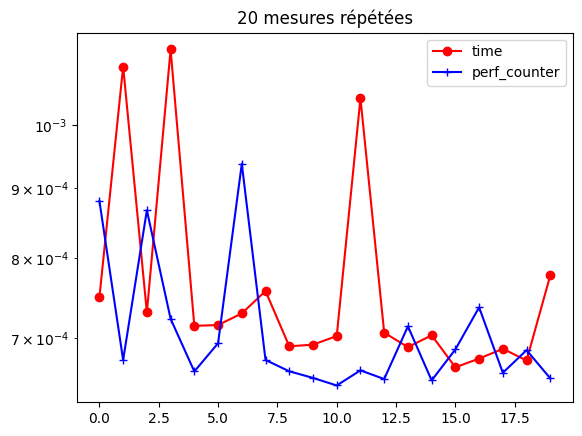 20 mesures répétées
time
perf_counter
10⁻³
9 × 10⁻⁴
8 × 10⁻⁴
7 × 10⁻⁴
0.0 2.5 5.0 7.5 10.0 12.5 15.0 17.5